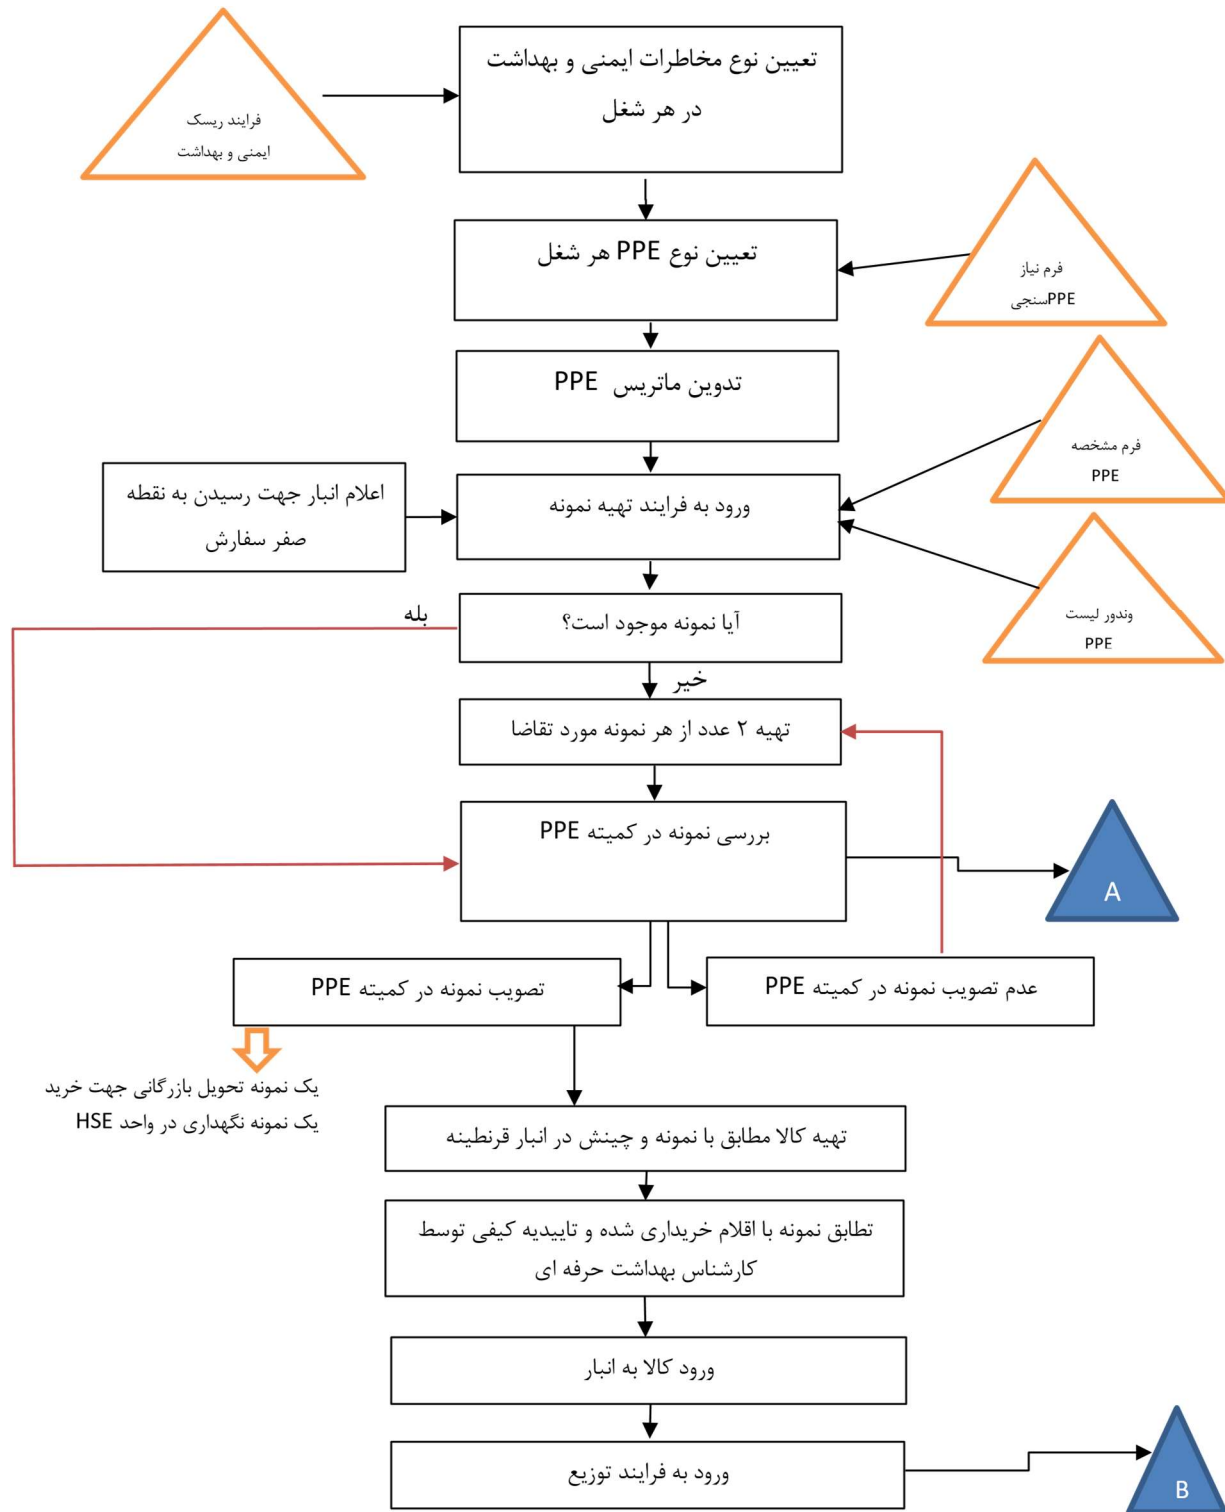 تعیین نوع مخاطرات ایمنی و بهداشت
در هر شغل
فرایند ریسک
ایمنی و بهداشت
تعیین نوع PPE هر شغل
فرم نیاز
سنجیPPE
تدوین ماتریس PPE
فرم مشخصه
PPE
ورود به فرایند تهیه نمونه
اعلام انبار جهت رسیدن به نقطه
صفر سفارش
وندور لیست
PPE
آیا نمونه موجود است؟
بله
خیر
تهیه ۲ عدد از هر نمونه مورد تقاضا
بررسی نمونه در کمیته PPE
A
عدم تصویب نمونه در کمیته PPE
تصویب نمونه در کمیته PPE
یک نمونه تحویل بازرگانی جهت خرید
یک نمونه نگهداری در واحد HSE
تهیه کالا مطابق با نمونه و چینش در انبار قرنطینه
تطابق نمونه با اقلام خریداری شده و تاییدیه کیفی توسط
کارشناس بهداشت حرفه ای
ورود کالا به انبار
ورود به فرایند توزیع
B